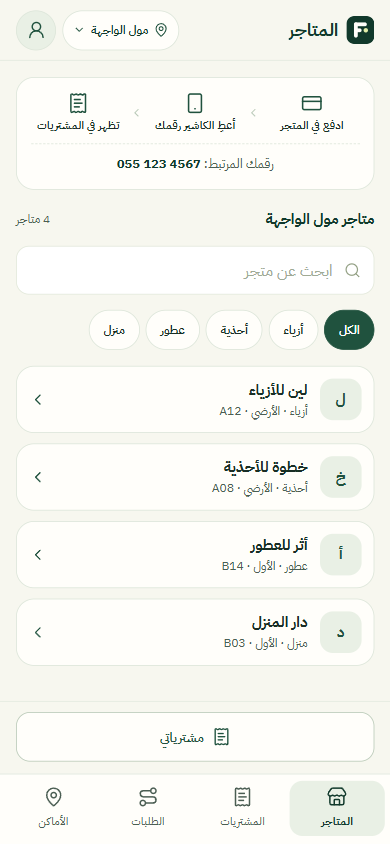 المتاجر
مول الواجهة
ادفع في المتجر
أعطِ الكاشير رقمك
تظهر في المشتريات
رقمك المرتبط: 055 123 4567
متاجر مول الواجهة
4 متاجر
ابحث عن متجر
الكل
أزياء
أحذية
عطور
منزل
ل
لين للأزياء
أزياء · الأرضي · A12
خ
خطوة للأحذية
أحذية · الأرضي · A08
أ
أثر للعطور
عطور · الأول · B14
د
دار المنزل
منزل · الأول · B03
مشترياتي
المتاجر
المشتريات
الطلبات
الأماكن